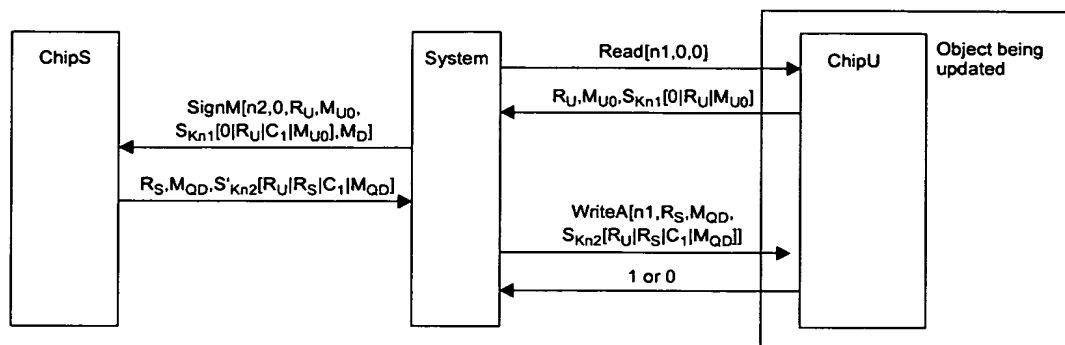 ChipS
System
Read[n1,0,0]
ChipU
Object being
updated
R_U,M_U0,S_Kn1[0|R_U|M_U0]
SignM[n2,0,R_U,M_U0,
S_Kn1[0|R_U|C_1|M_U0],M_D]
R_S,M_QD,S'_Kn2[R_U|R_S|C_1|M_QD]
WriteA[n1,R_S,M_QD,
S_Kn2[R_U|R_S|C_1|M_QD]]
1 or 0